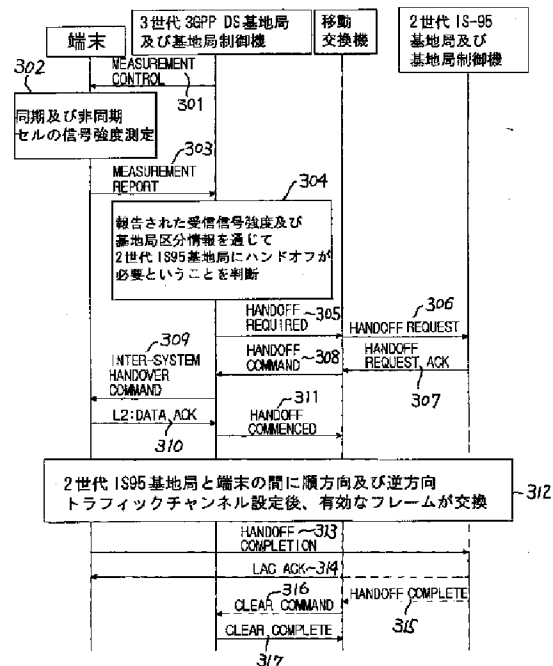 端末
3世代 3GPP DS基地局
及び基地局制御機
移動
交換機
2世代 IS-95
基地局及び
基地局制御機
302
MEASUREMENT
CONTROL
301
同期及び非同期
セルの信号強度測定
303
MEASUREMENT
REPORT
304
報告された受信信号強度及び
基地局区分情報を通じて
2世代 IS95基地局にハンドオフが
必要ということを判断
HANDOFF
REQUIRED
305
306
HANDOFF REQUEST
309
INTER-SYSTEM
HANDOVER
COMMAND
HANDOFF
COMMAND
308
HANDOFF
REQUEST ACK
307
L2:DATA ACK
310
311
HANDOFF
COMMENCED
2世代 IS95基地局と端末の間に順方向及び逆方向
トラフィックチャンネル設定後、有効なフレームが交換
312
HANDOFF
COMPLETION
313
LAC ACK
314
316
CLEAR COMMAND
HANDOFF COMPLETE
315
CLEAR COMPLETE
317